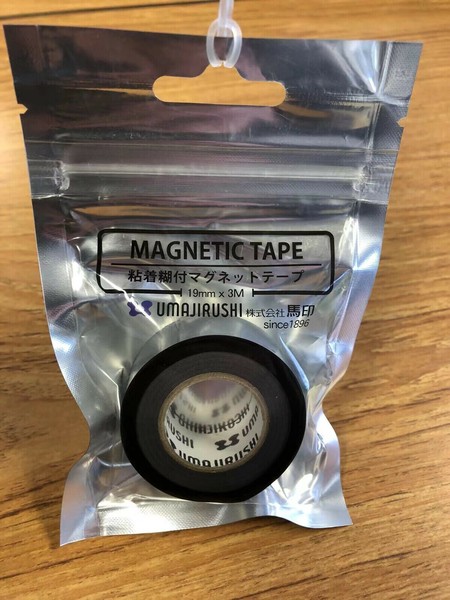 MAGNETIC TAPE
粘着糊付マグネットテープ
19mm x 3M
UMAJIRUSHI 株式会社 馬印
since1896
UMAJIRUSHI